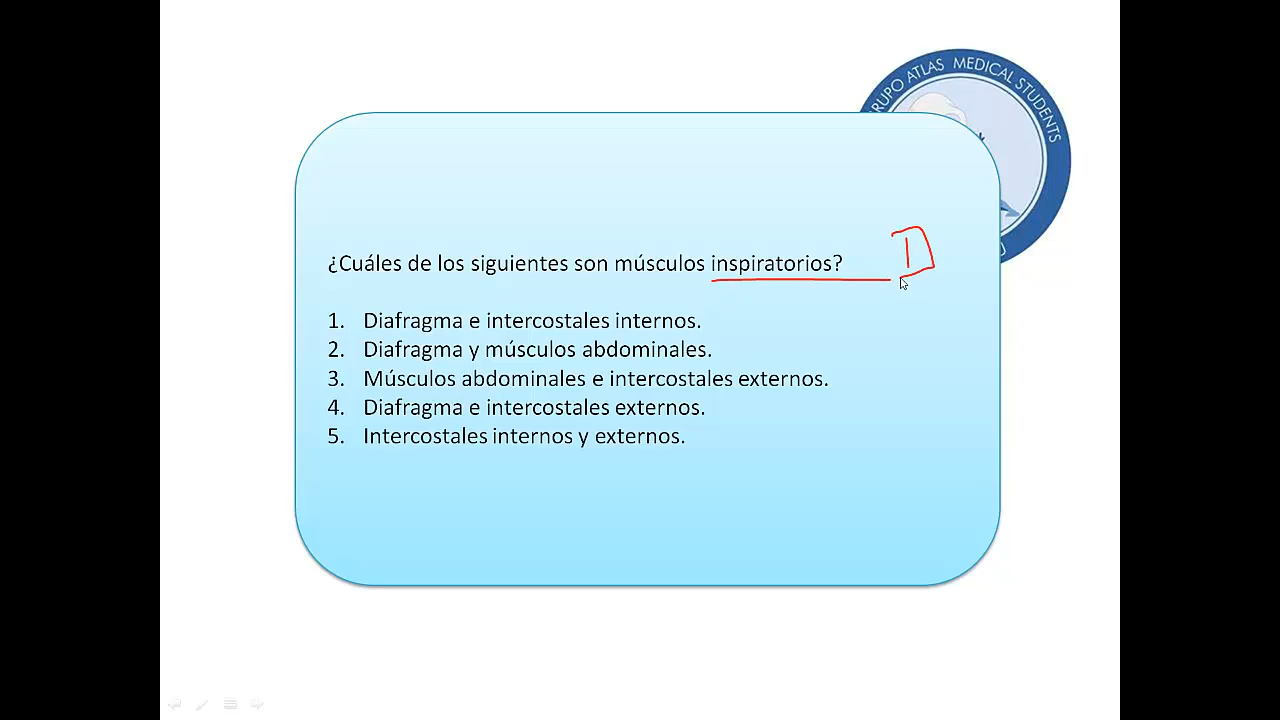 RUPO ATLAS MEDICAL STUDENTS
D
¿Cuáles de los siguientes son músculos inspiratorios?
1. Diafragma e intercostales internos.
2. Diafragma y músculos abdominales.
3. Músculos abdominales e intercostales externos.
4. Diafragma e intercostales externos.
5. Intercostales internos y externos.